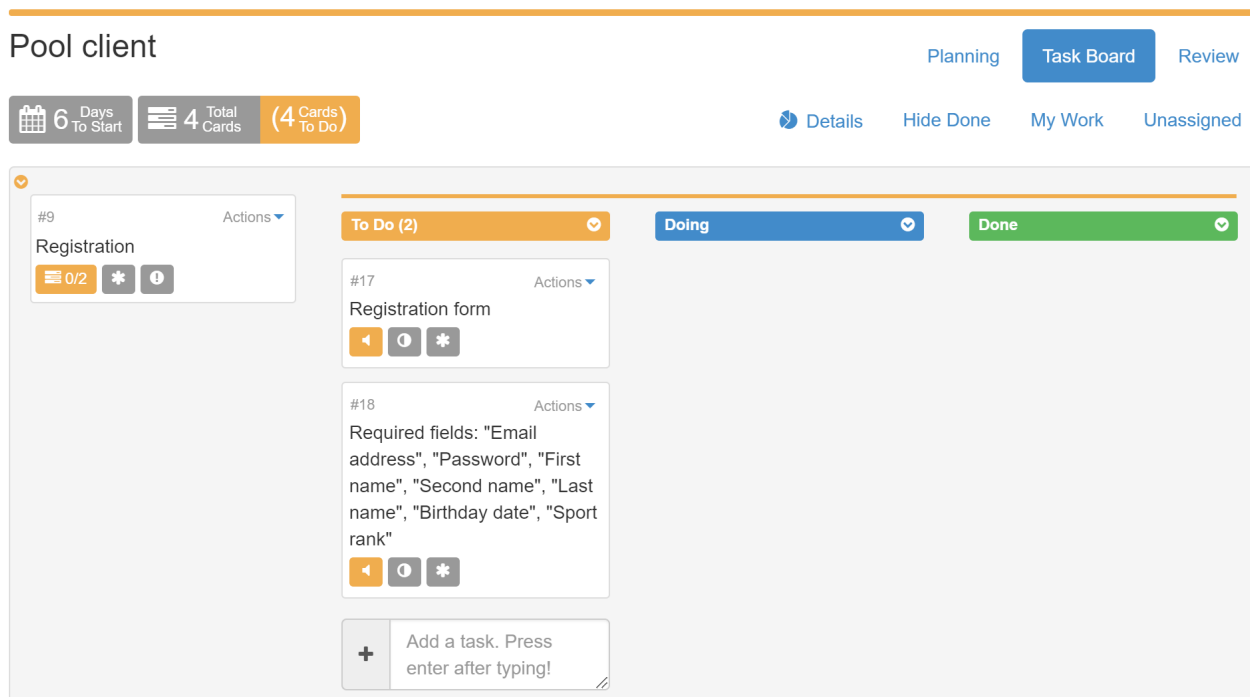 Pool client
Planning
Task Board
Review
6 Days To Start
4 Total Cards
(4 Cards To Do)
Details
Hide Done
My Work
Unassigned
#9
Actions
Registration
0/2
To Do (2)
Doing
Done
#17
Actions
Registration form
#18
Actions
Required fields: "Email
address", "Password", "First
name", "Second name", "Last
name", "Birthday date", "Sport
rank"
Add a task. Press
enter after typing!